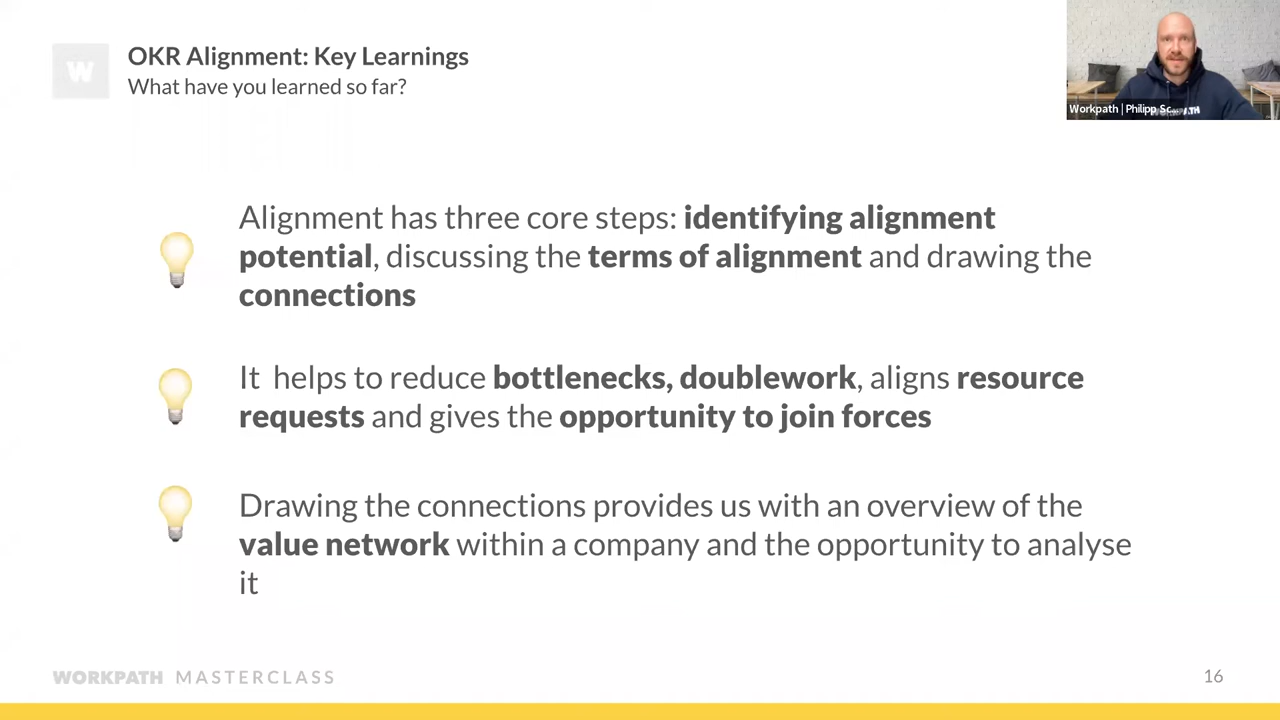 W
OKR Alignment: Key Learnings
What have you learned so far?
Workpath | Philipp Sc...
Alignment has three core steps: identifying alignment
potential, discussing the terms of alignment and drawing the
connections
It helps to reduce bottlenecks, doublework, aligns resource
requests and gives the opportunity to join forces
Drawing the connections provides us with an overview of the
value network within a company and the opportunity to analyse
it
WORKPATH MASTERCLASS
16